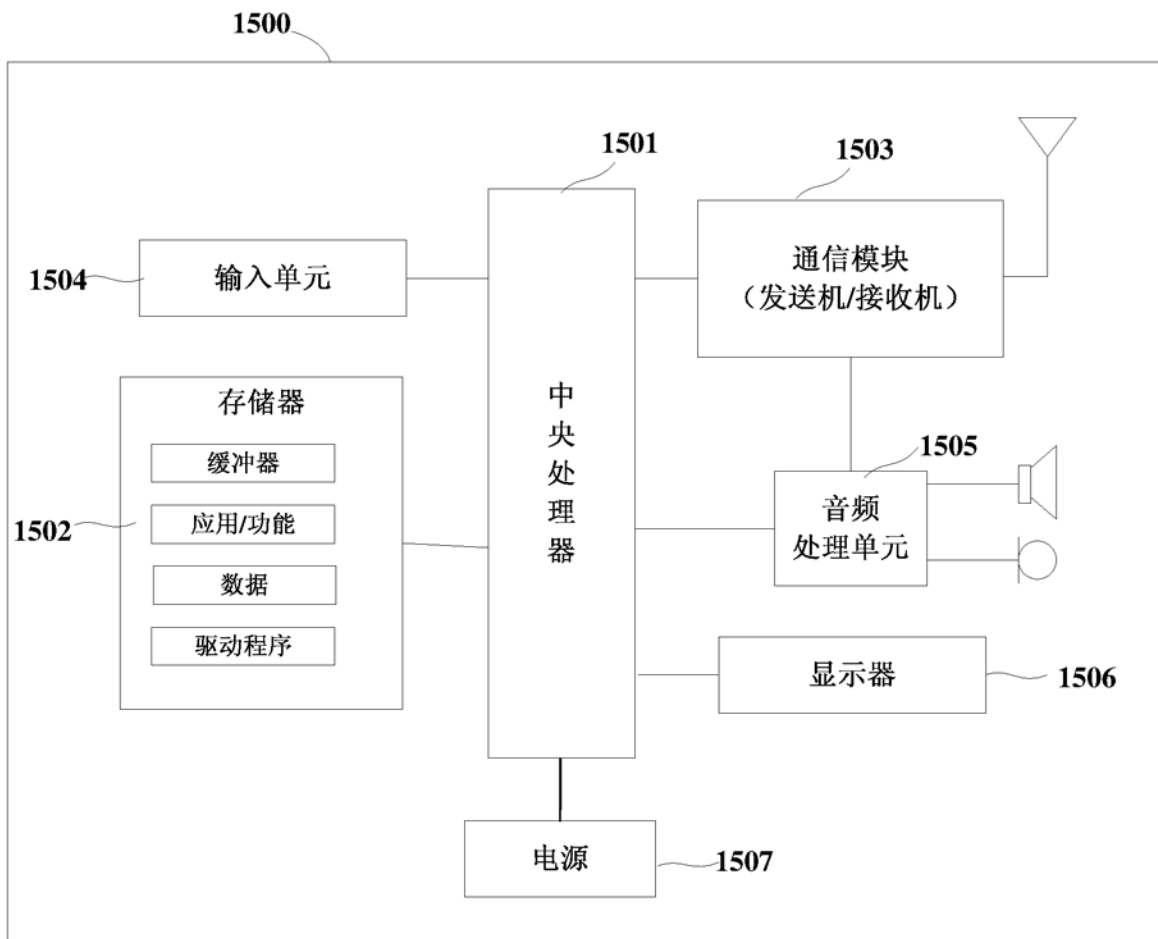 1500
1501
1503
1504
输入单元
通信模块
（发送机/接收机）
存储器
缓冲器
应用/功能
数据
驱动程序
1502
中
央
处
理
器
1505
音频
处理单元
显示器
1506
电源
1507